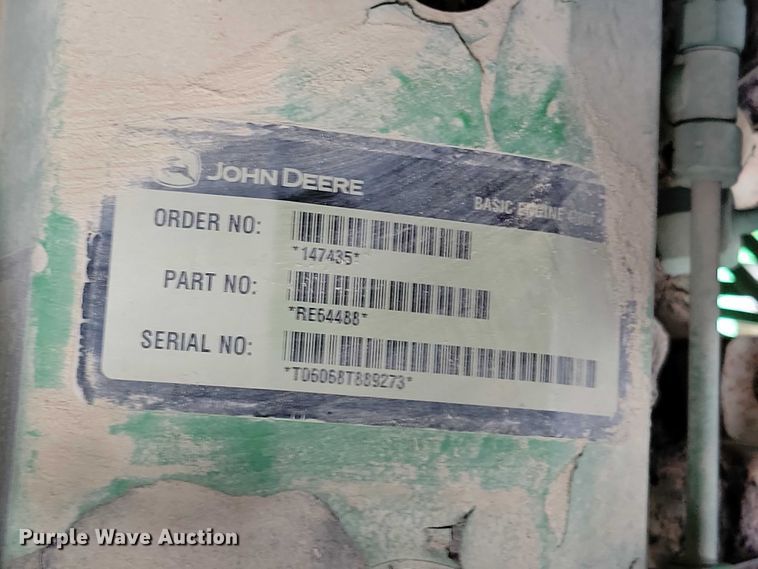 JOHN DEERE
BASIC ENGINE
ORDER NO:
*147435*
PART NO:
*RE64488*
SERIAL NO:
*T06068T889273*
Purple Wave Auction